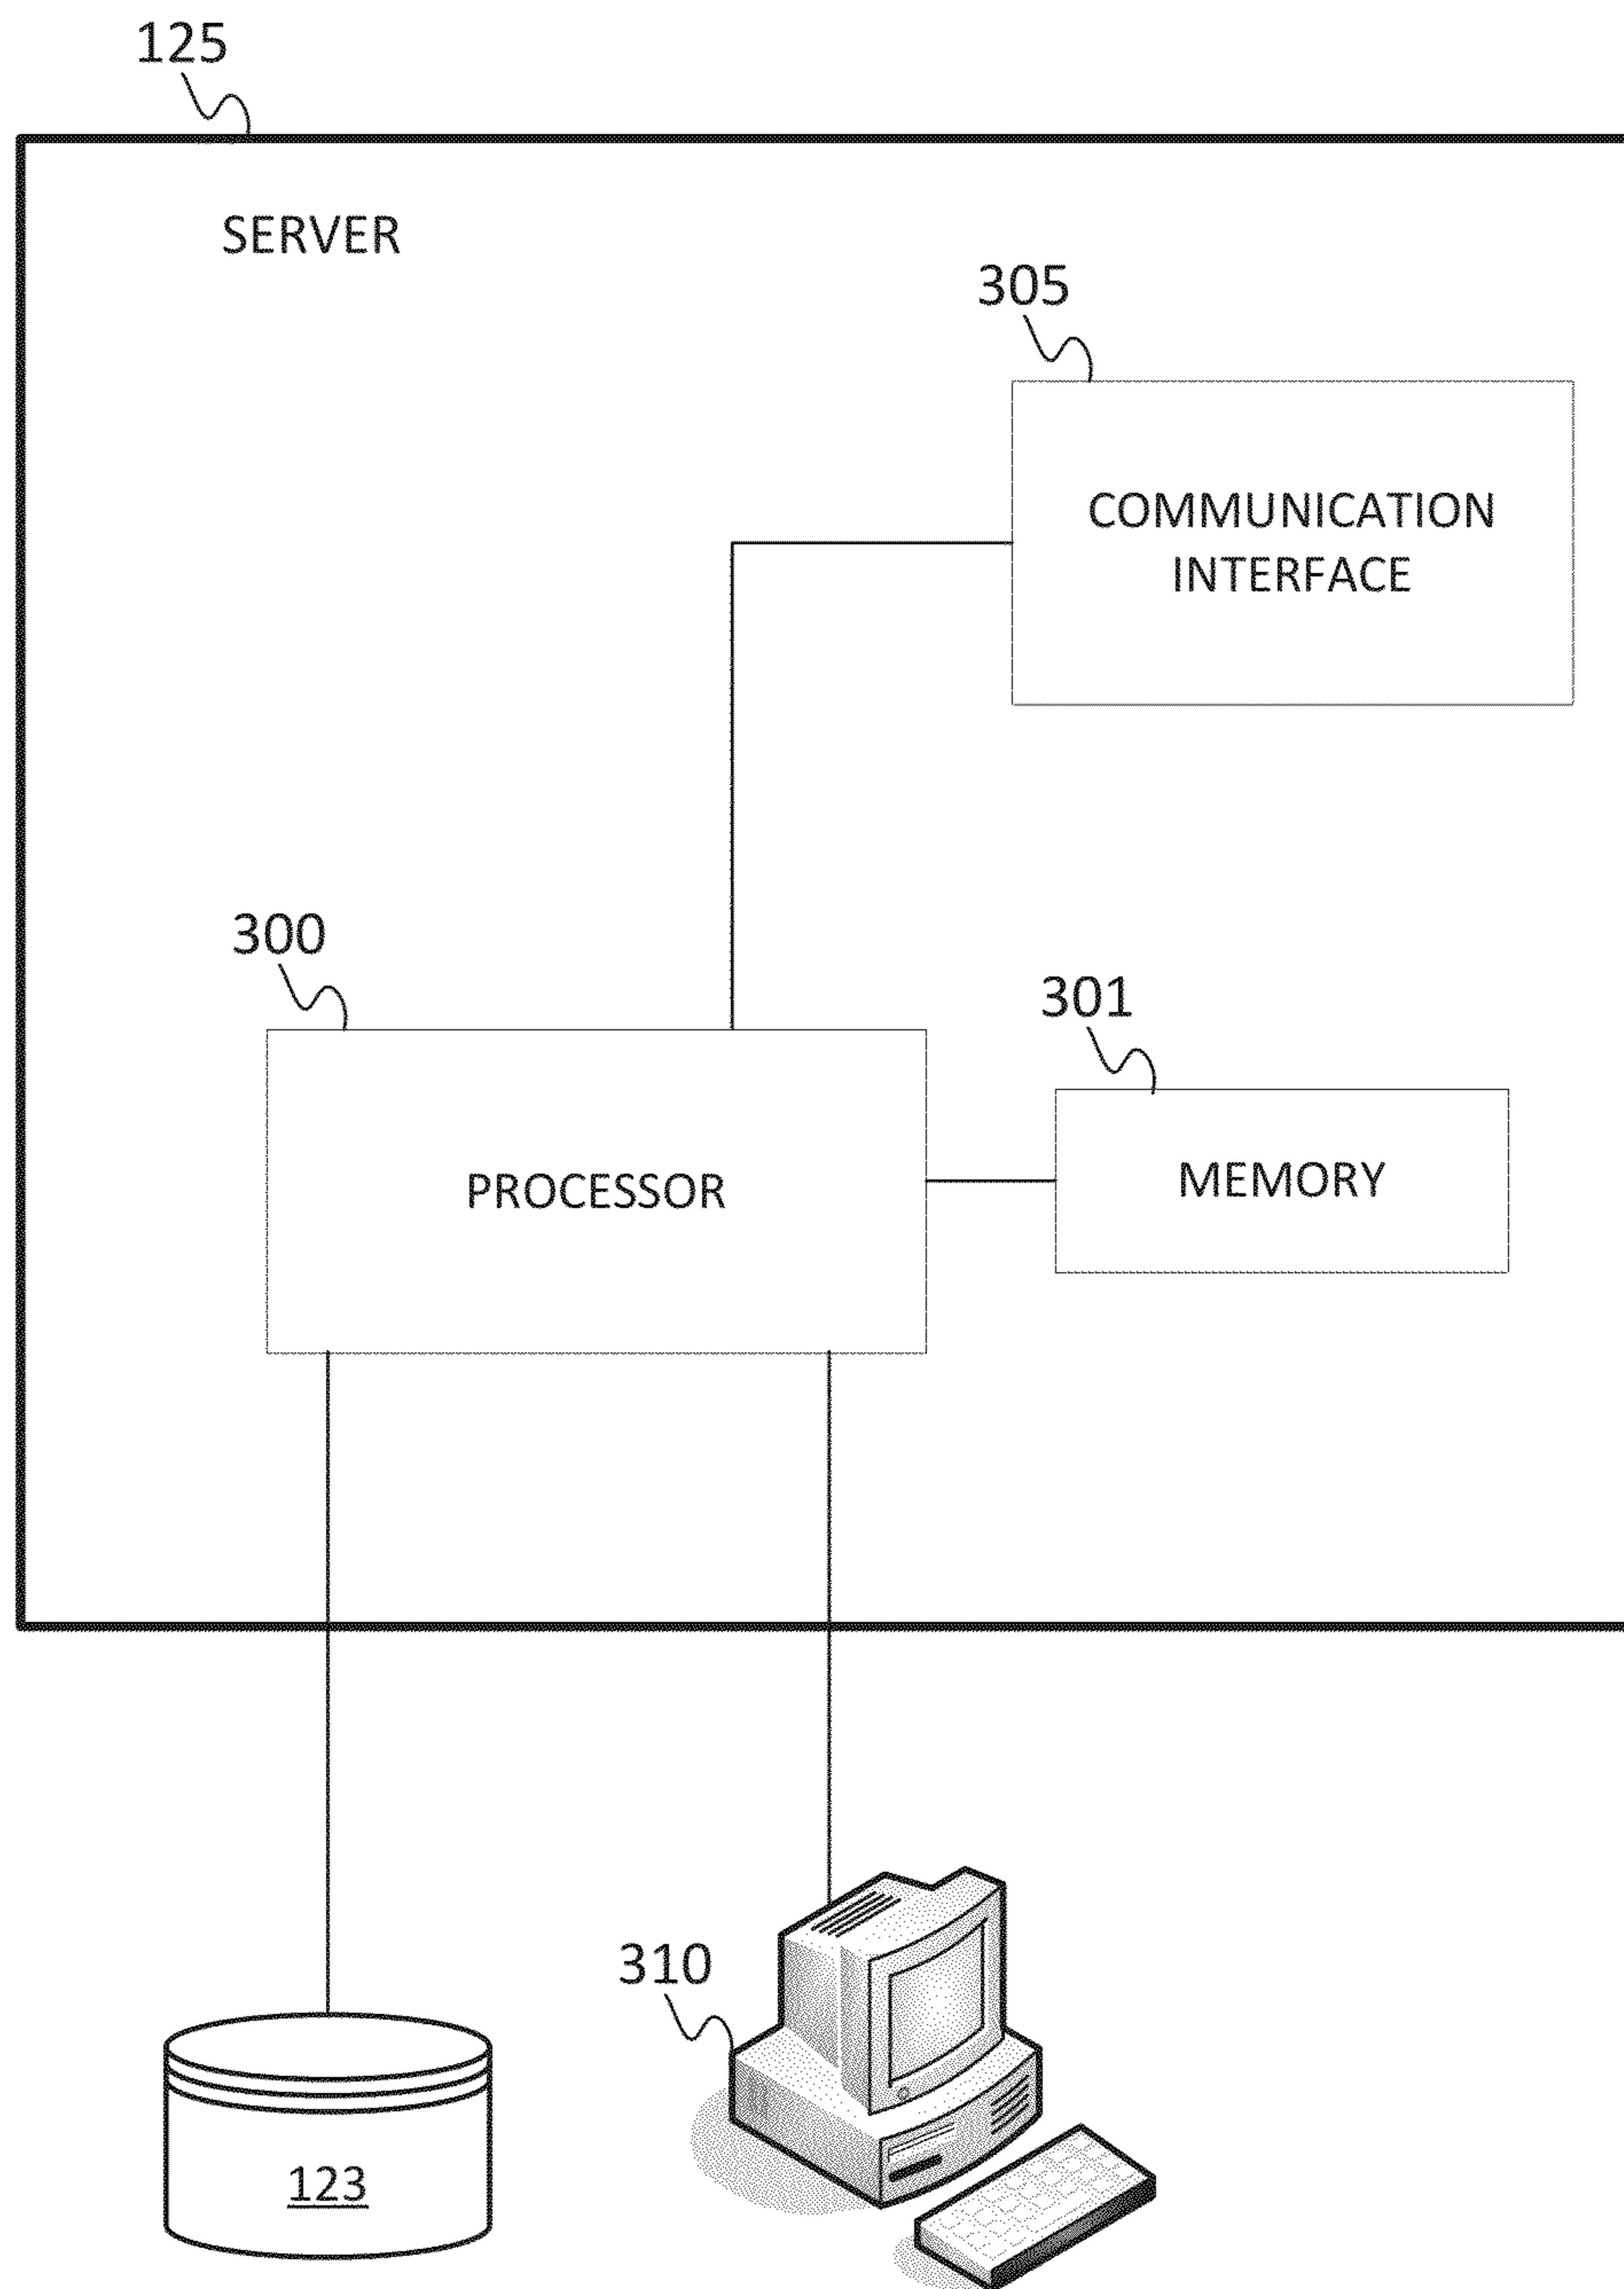 125
SERVER
305
COMMUNICATION
INTERFACE
300
301
PROCESSOR
MEMORY
310
123